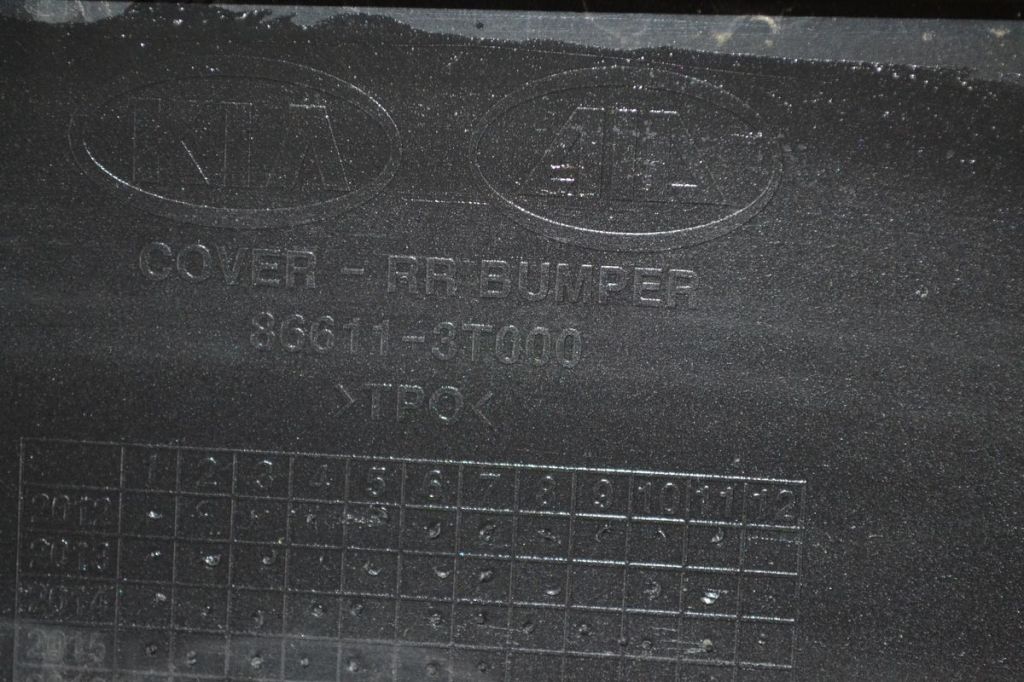 KIA KIA
COVER - RR BUMPER
86611-3T000
>TPO<
1 2 3 4 5 6 7 8 9 10 11 12
2012
2013
2014
2015